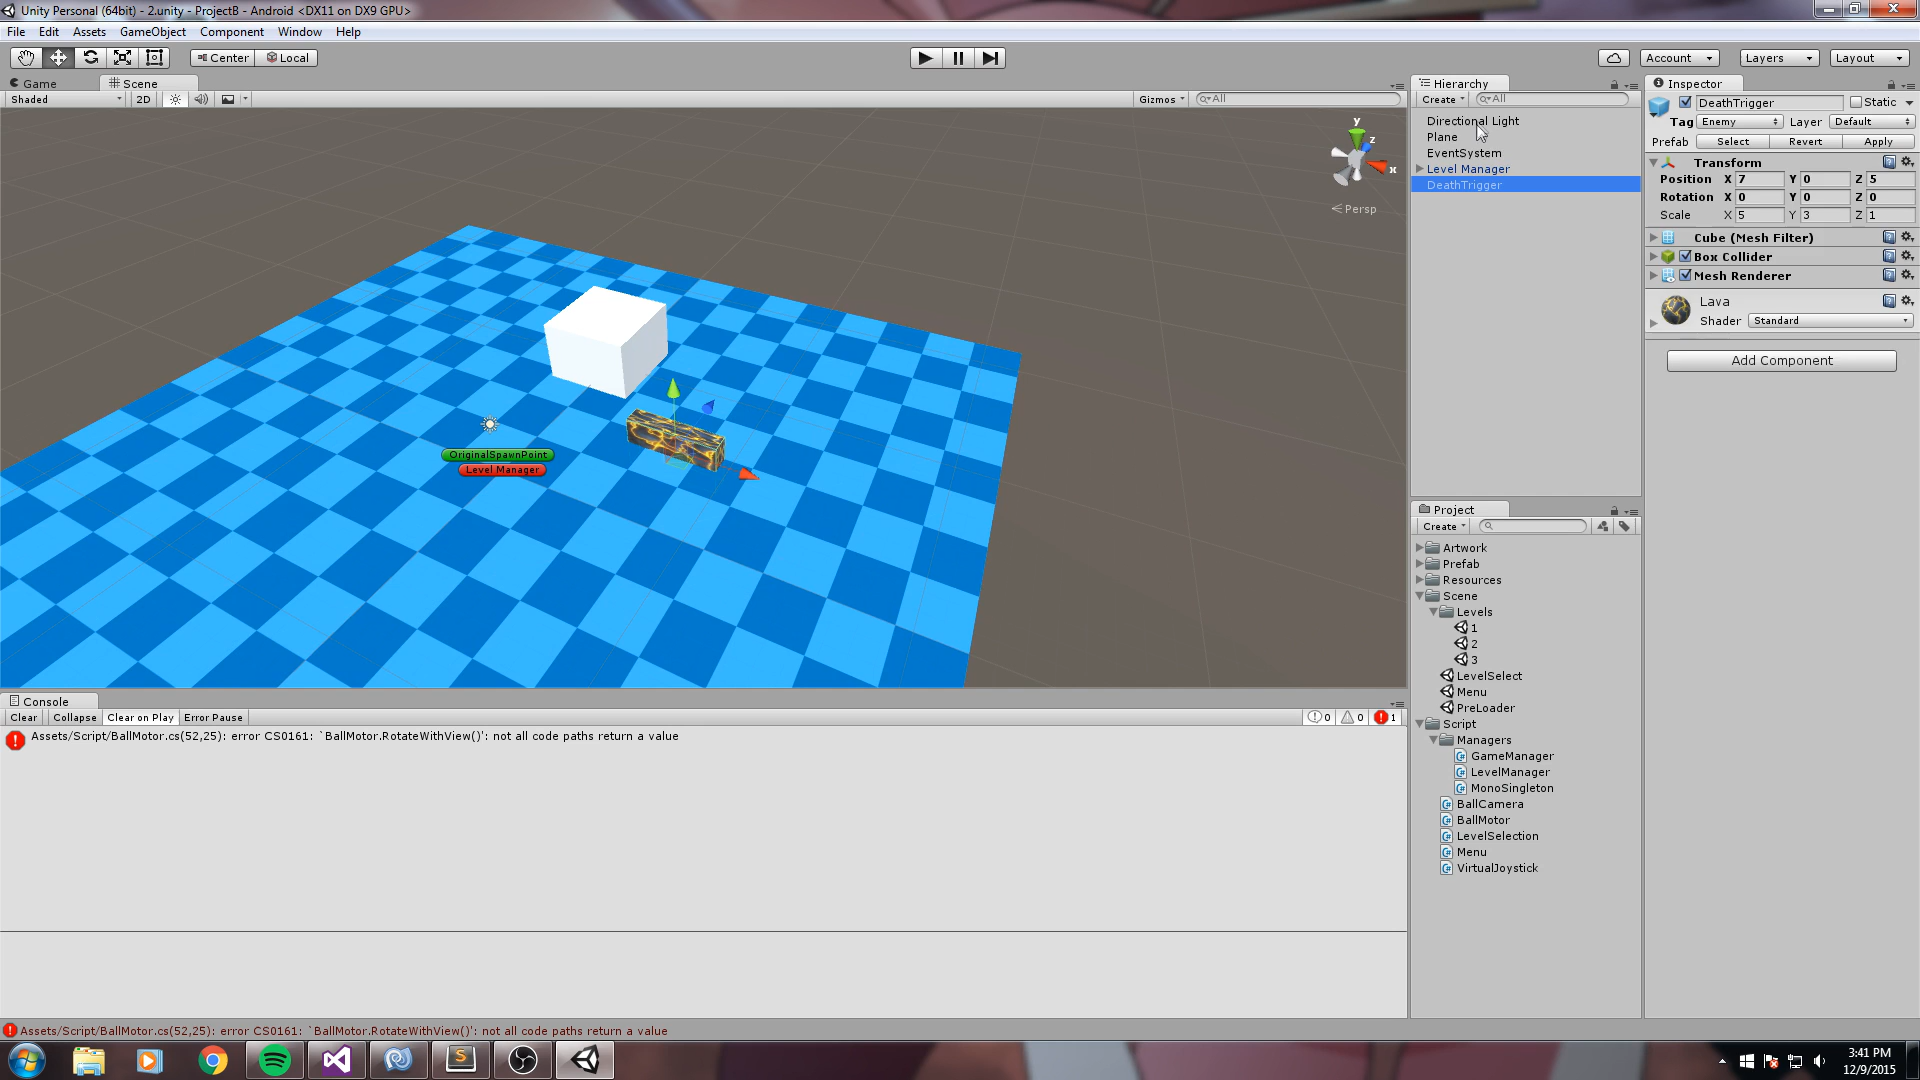 Unity Personal (64bit) - 2.unity - ProjectB - Android <DX11 on DX9 GPU>
File Edit Assets GameObject Component Window Help
Center Local Account Layers Layout
Game Scene
Shaded 2D Gizmos All
y
z
x
Persp
OriginalSpawnPoint
Level Manager
Hierarchy
Create All
Directional Light
Plane
EventSystem
Level Manager
DeathTrigger
Inspector
DeathTrigger Static
Tag Enemy Layer Default
Prefab Select Revert Apply
Transform
Position X 7 Y 0 Z 5
Rotation X 0 Y 0 Z 0
Scale X 5 Y 3 Z 1
Cube (Mesh Filter)
Box Collider
Mesh Renderer
Lava
Shader Standard
Add Component
Project
Create
Artwork
Prefab
Resources
Scene
Levels
1
2
3
LevelSelect
Menu
PreLoader
Script
Managers
GameManager
LevelManager
MonoSingleton
BallCamera
BallMotor
LevelSelection
Menu
VirtualJoystick
Console
Clear Collapse Clear on Play Error Pause 0 0 1
Assets/Script/BallMotor.cs(52,25): error CS0161: `BallMotor.RotateWithView()': not all code paths return a value
Assets/Script/BallMotor.cs(52,25): error CS0161: `BallMotor.RotateWithView()': not all code paths return a value
3:41 PM
12/9/2015